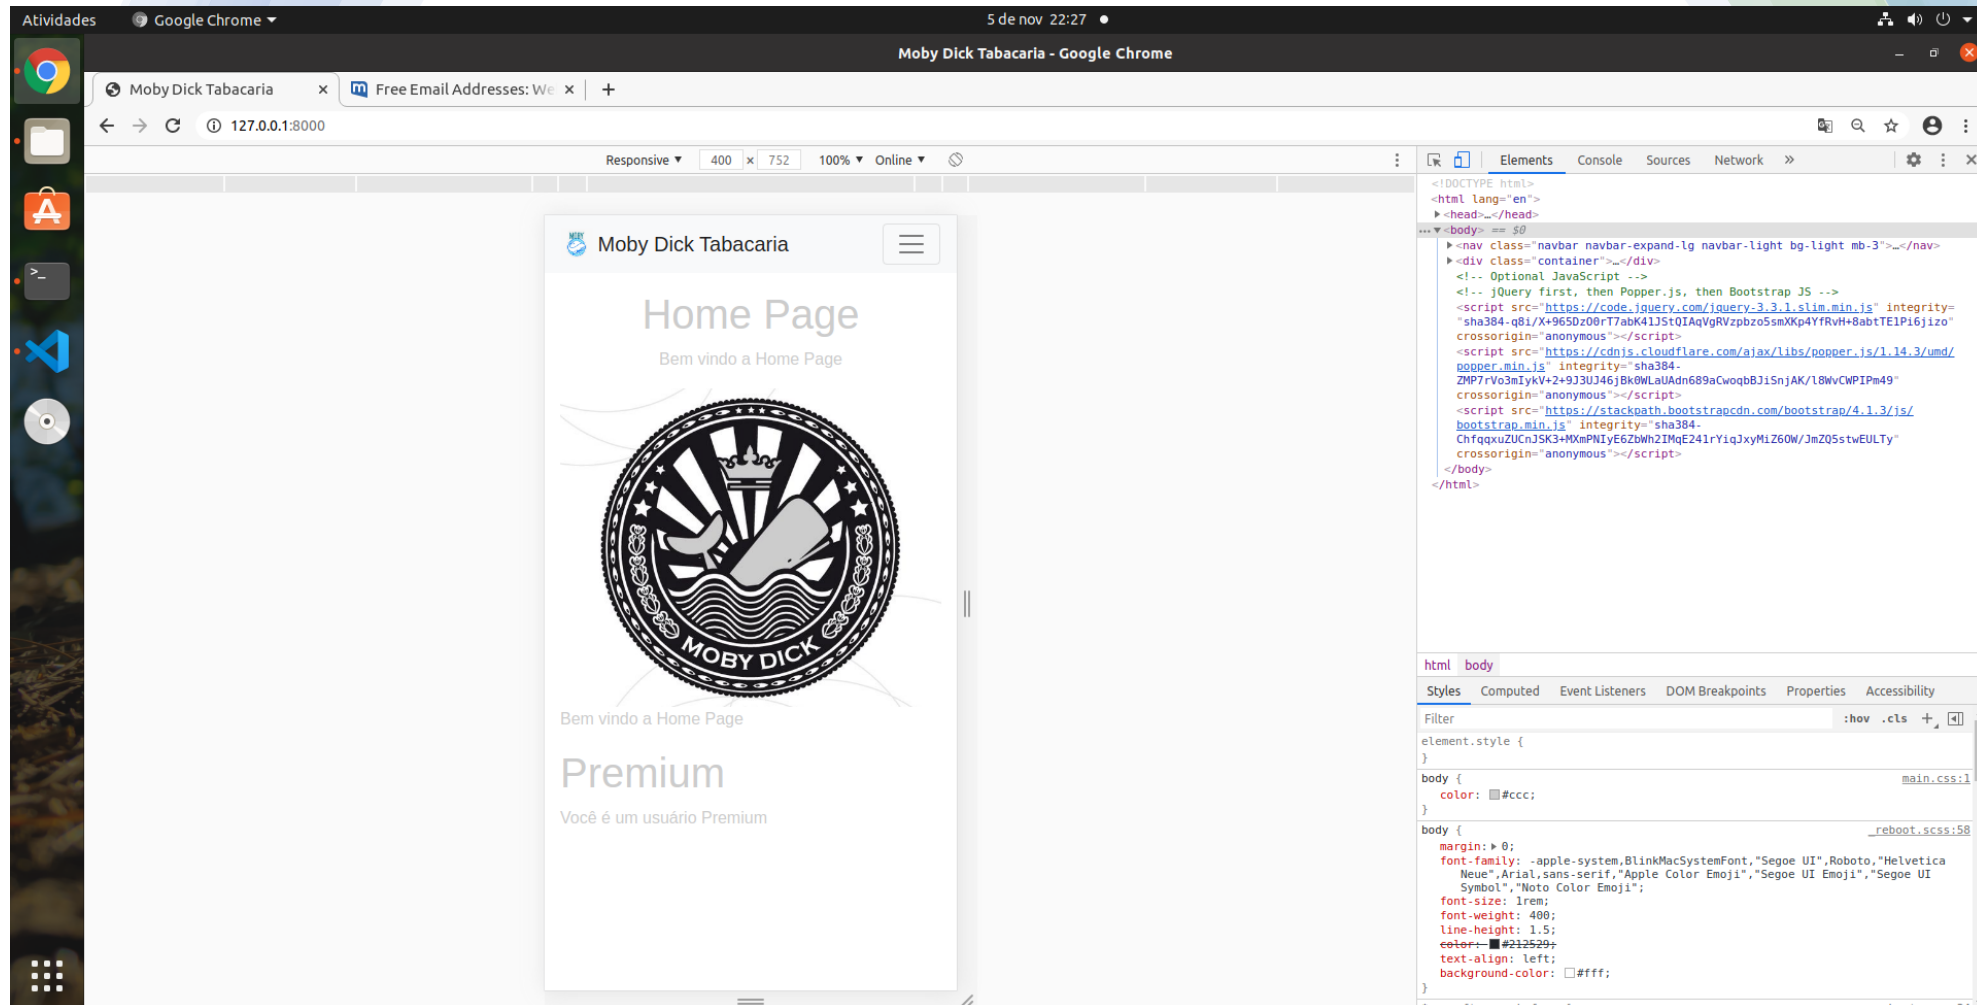 Atividades
Google Chrome
5 de nov 22:27
Moby Dick Tabacaria - Google Chrome
Moby Dick Tabacaria
Free Email Addresses: We
127.0.0.1:8000
Responsive 400 x 752 100% Online
Elements Console Sources Network »
Moby Dick Tabacaria
Home Page
Bem vindo a Home Page
MOBY DICK
Bem vindo a Home Page
Premium
Você é um usuário Premium
<!DOCTYPE html>
<html lang="en">
<head>…</head>
<body> == $0
<nav class="navbar navbar-expand-lg navbar-light bg-light mb-3">…</nav>
<div class="container">…</div>
<!-- Optional JavaScript -->
<!-- jQuery first, then Popper.js, then Bootstrap JS -->
<script src="https://code.jquery.com/jquery-3.3.1.slim.min.js" integrity=
"sha384-q8i/X+965DzO0rT7abK41JStQIAqVgRVzpbzo5smXKp4YfRvH+8abtTE1Pi6jizo"
crossorigin="anonymous"></script>
<script src="https://cdnjs.cloudflare.com/ajax/libs/popper.js/1.14.3/umd/
popper.min.js" integrity="sha384-
ZMP7rVo3mIykV+2+9J3UJ46jBk0WLaUAdn689aCwoqbBJiSnjAK/l8WvCWPIPm49"
crossorigin="anonymous"></script>
<script src="https://stackpath.bootstrapcdn.com/bootstrap/4.1.3/js/
bootstrap.min.js" integrity="sha384-
ChfqqxuZUCnJSK3+MXmPNIyE6ZbWh2IMqE241rYiqJxyMiZ6OW/JmZQ5stwEULTy"
crossorigin="anonymous"></script>
</body>
</html>
html body
Styles Computed Event Listeners DOM Breakpoints Properties Accessibility
Filter :hov .cls +
element.style {
}
body { main.css:1
color: #ccc;
}
body { _reboot.scss:58
margin: 0;
font-family: -apple-system,BlinkMacSystemFont,"Segoe UI",Roboto,"Helvetica
Neue",Arial,sans-serif,"Apple Color Emoji","Segoe UI Emoji","Segoe UI
Symbol","Noto Color Emoji";
font-size: 1rem;
font-weight: 400;
line-height: 1.5;
color: #212529;
text-align: left;
background-color: #fff;
}